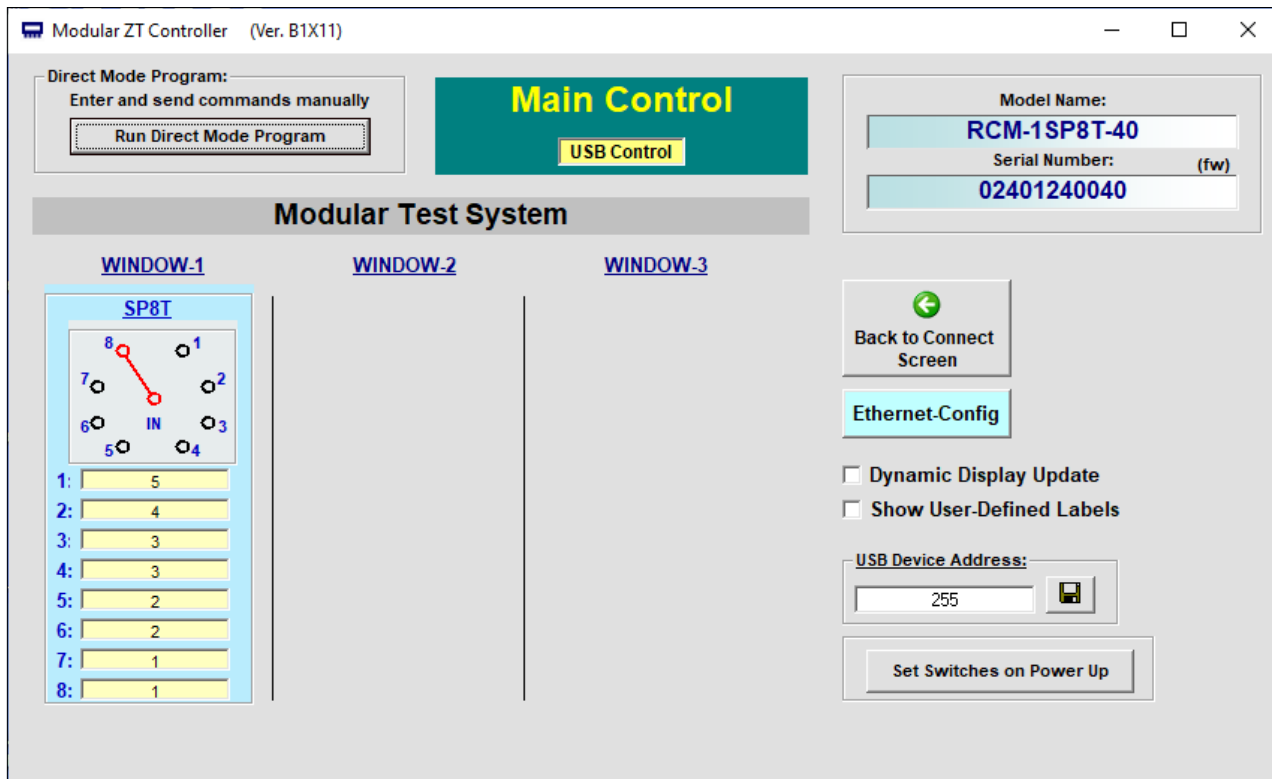 Modular ZT Controller (Ver. B1X11)
Direct Mode Program:
Enter and send commands manually
Run Direct Mode Program
Main Control
USB Control
Model Name:
RCM-1SP8T-40
Serial Number: (fw)
02401240040
Modular Test System
WINDOW-1 WINDOW-2 WINDOW-3
SP8T
8 1
7 2
6 IN 3
5 4
1: 5
2: 4
3: 3
4: 3
5: 2
6: 2
7: 1
8: 1
Back to Connect
Screen
Ethernet-Config
Dynamic Display Update
Show User-Defined Labels
USB Device Address:
255
Set Switches on Power Up